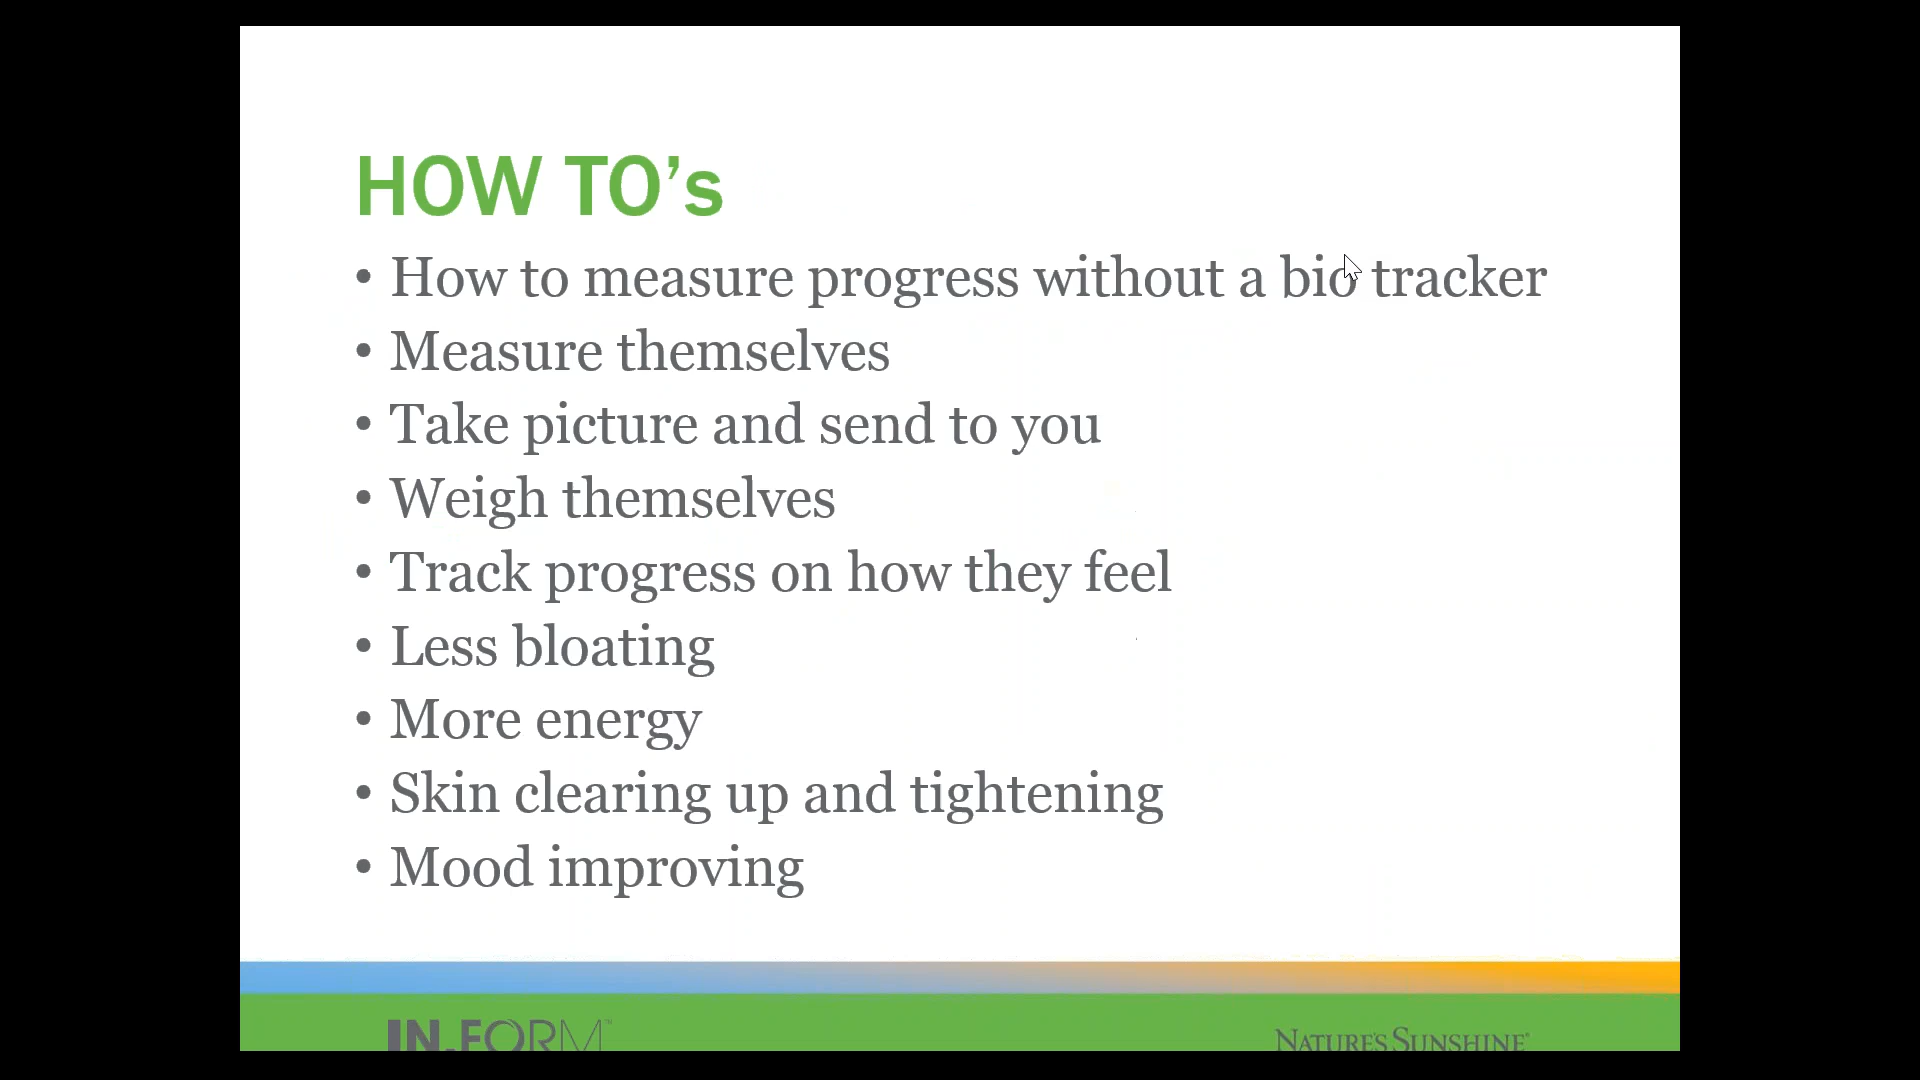 HOW TO’s
• How to measure progress without a bio tracker
• Measure themselves
• Take picture and send to you
• Weigh themselves
• Track progress on how they feel
• Less bloating
• More energy
• Skin clearing up and tightening
• Mood improving
IN.FORM™
NATURE'S SUNSHINE®